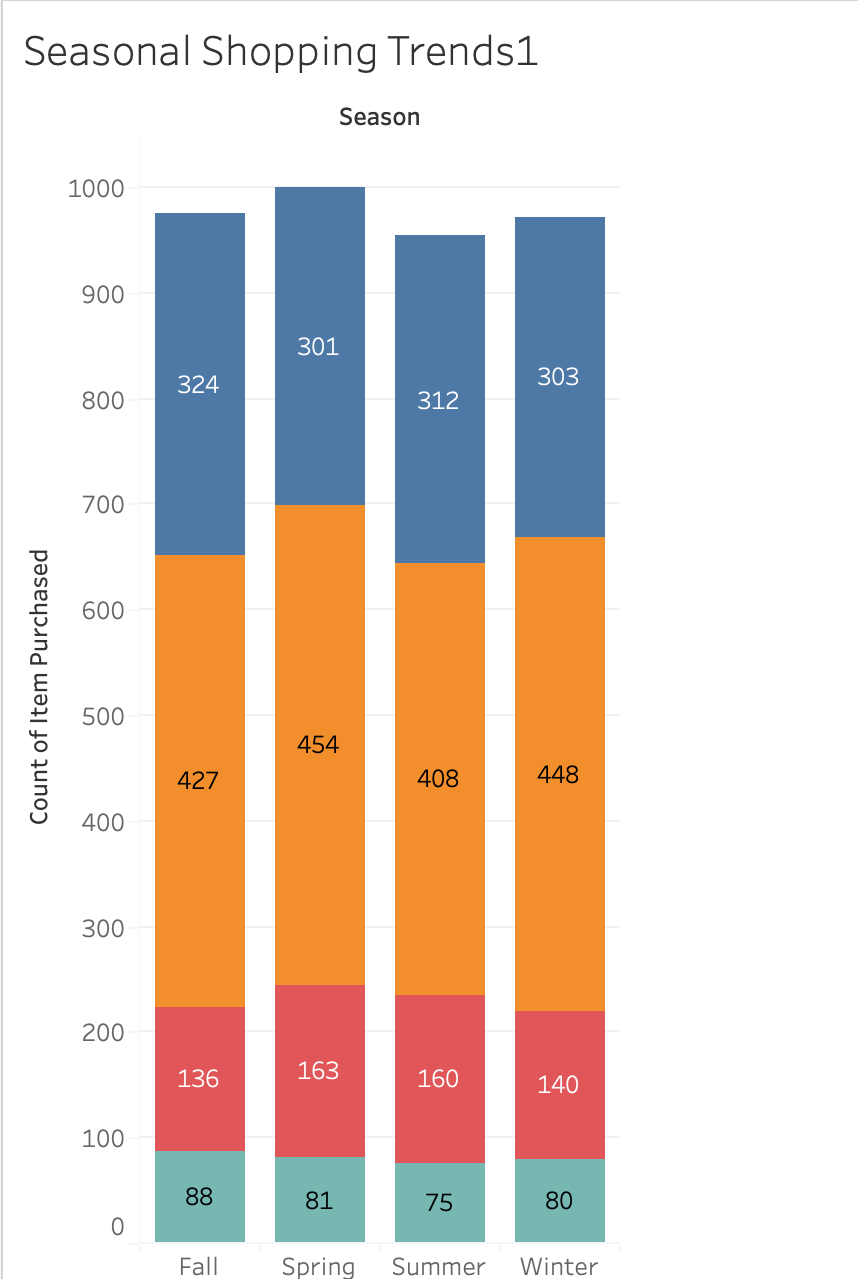 Seasonal Shopping Trends1
Season
Count of Item Purchased
1000
900
800
700
600
500
400
300
200
100
0
324 301 312 303
427 454 408 448
136 163 160 140
88 81 75 80
Fall Spring Summer Winter